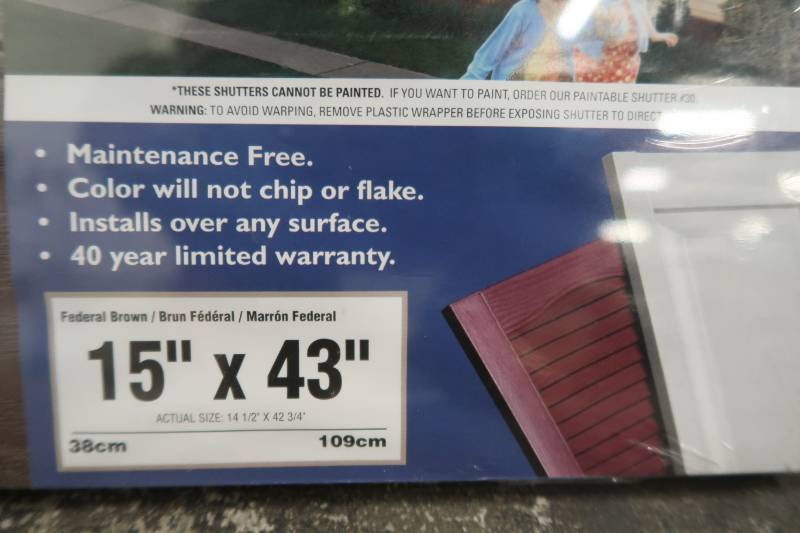 *THESE SHUTTERS CANNOT BE PAINTED. IF YOU WANT TO PAINT, ORDER OUR PAINTABLE SHUTTER #30.
WARNING: TO AVOID WARPING, REMOVE PLASTIC WRAPPER BEFORE EXPOSING SHUTTER TO DIRECT
• Maintenance Free.
• Color will not chip or flake.
• Installs over any surface.
• 40 year limited warranty.
Federal Brown / Brun Fédéral / Marrón Federal
15" x 43"
ACTUAL SIZE: 14 1/2" X 42 3/4"
38cm 109cm